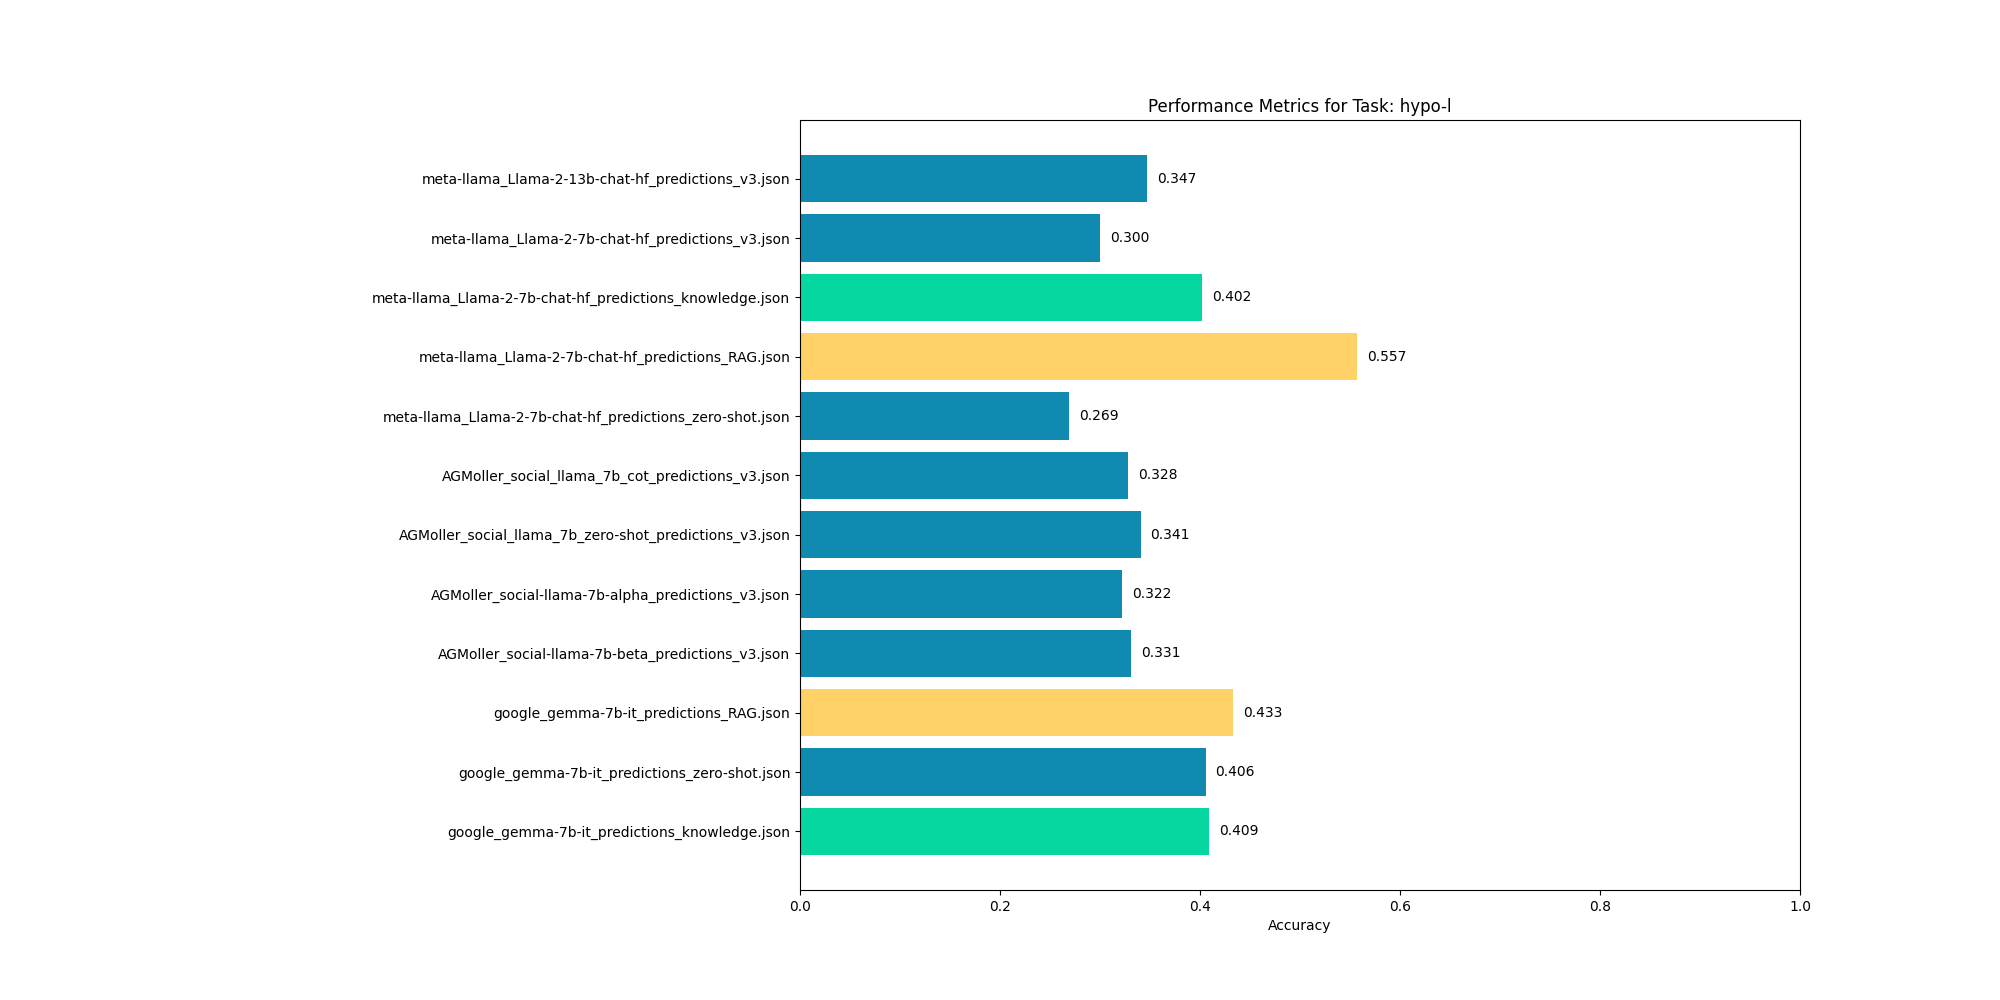 Performance Metrics for Task: hypo-l
meta-llama_Llama-2-13b-chat-hf_predictions_v3.json 0.347
meta-llama_Llama-2-7b-chat-hf_predictions_v3.json 0.300
meta-llama_Llama-2-7b-chat-hf_predictions_knowledge.json 0.402
meta-llama_Llama-2-7b-chat-hf_predictions_RAG.json 0.557
meta-llama_Llama-2-7b-chat-hf_predictions_zero-shot.json 0.269
AGMoller_social_llama_7b_cot_predictions_v3.json 0.328
AGMoller_social_llama_7b_zero-shot_predictions_v3.json 0.341
AGMoller_social-llama-7b-alpha_predictions_v3.json 0.322
AGMoller_social-llama-7b-beta_predictions_v3.json 0.331
google_gemma-7b-it_predictions_RAG.json 0.433
google_gemma-7b-it_predictions_zero-shot.json 0.406
google_gemma-7b-it_predictions_knowledge.json 0.409
0.0 0.2 0.4 0.6 0.8 1.0
Accuracy